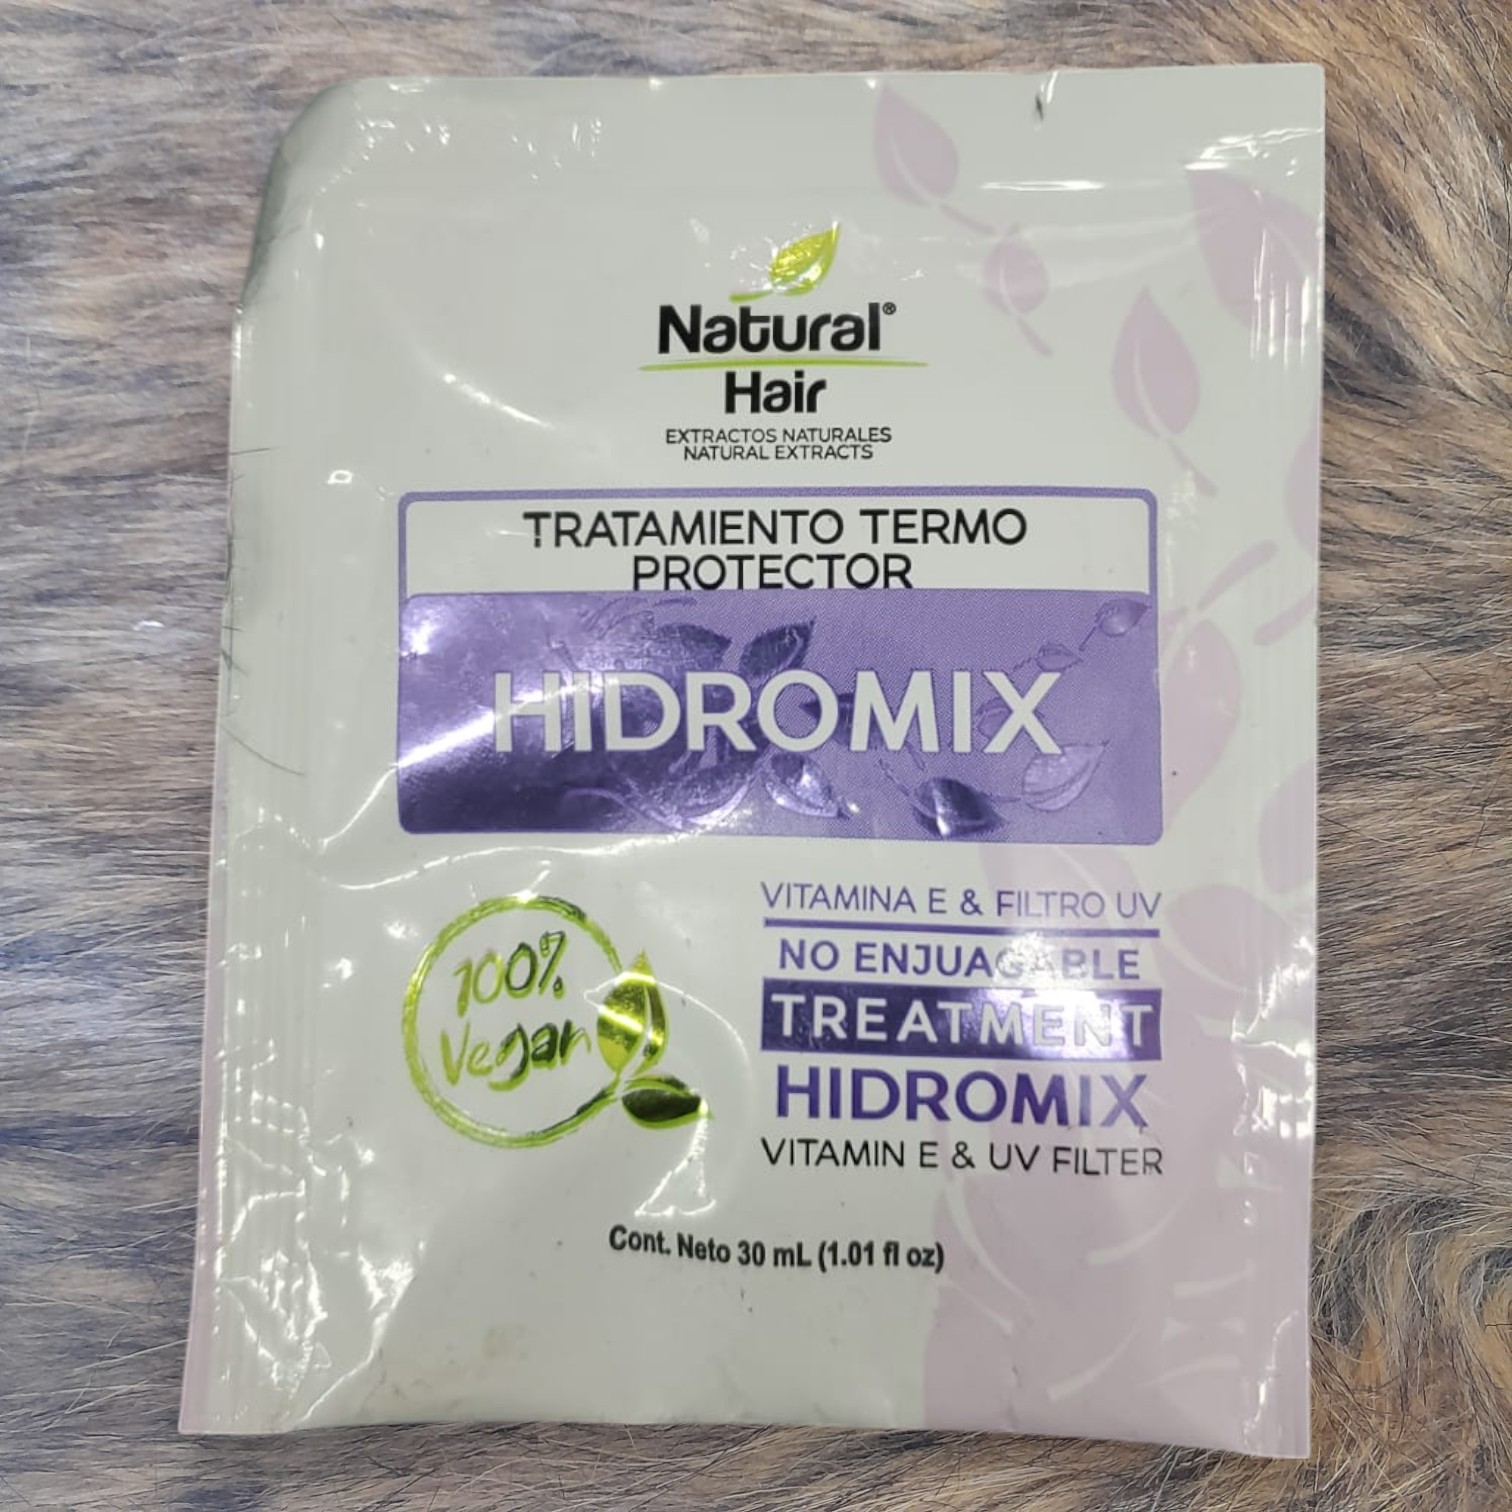 Natural®
Hair
EXTRACTOS NATURALES
NATURAL EXTRACTS
TRATAMIENTO TERMO
PROTECTOR
HIDROMIX
100%
Vegan
VITAMINA E & FILTRO UV
NO ENJUAGABLE
TREATMENT
HIDROMIX
VITAMIN E & UV FILTER
Cont. Neto 30 mL (1.01 fl oz)